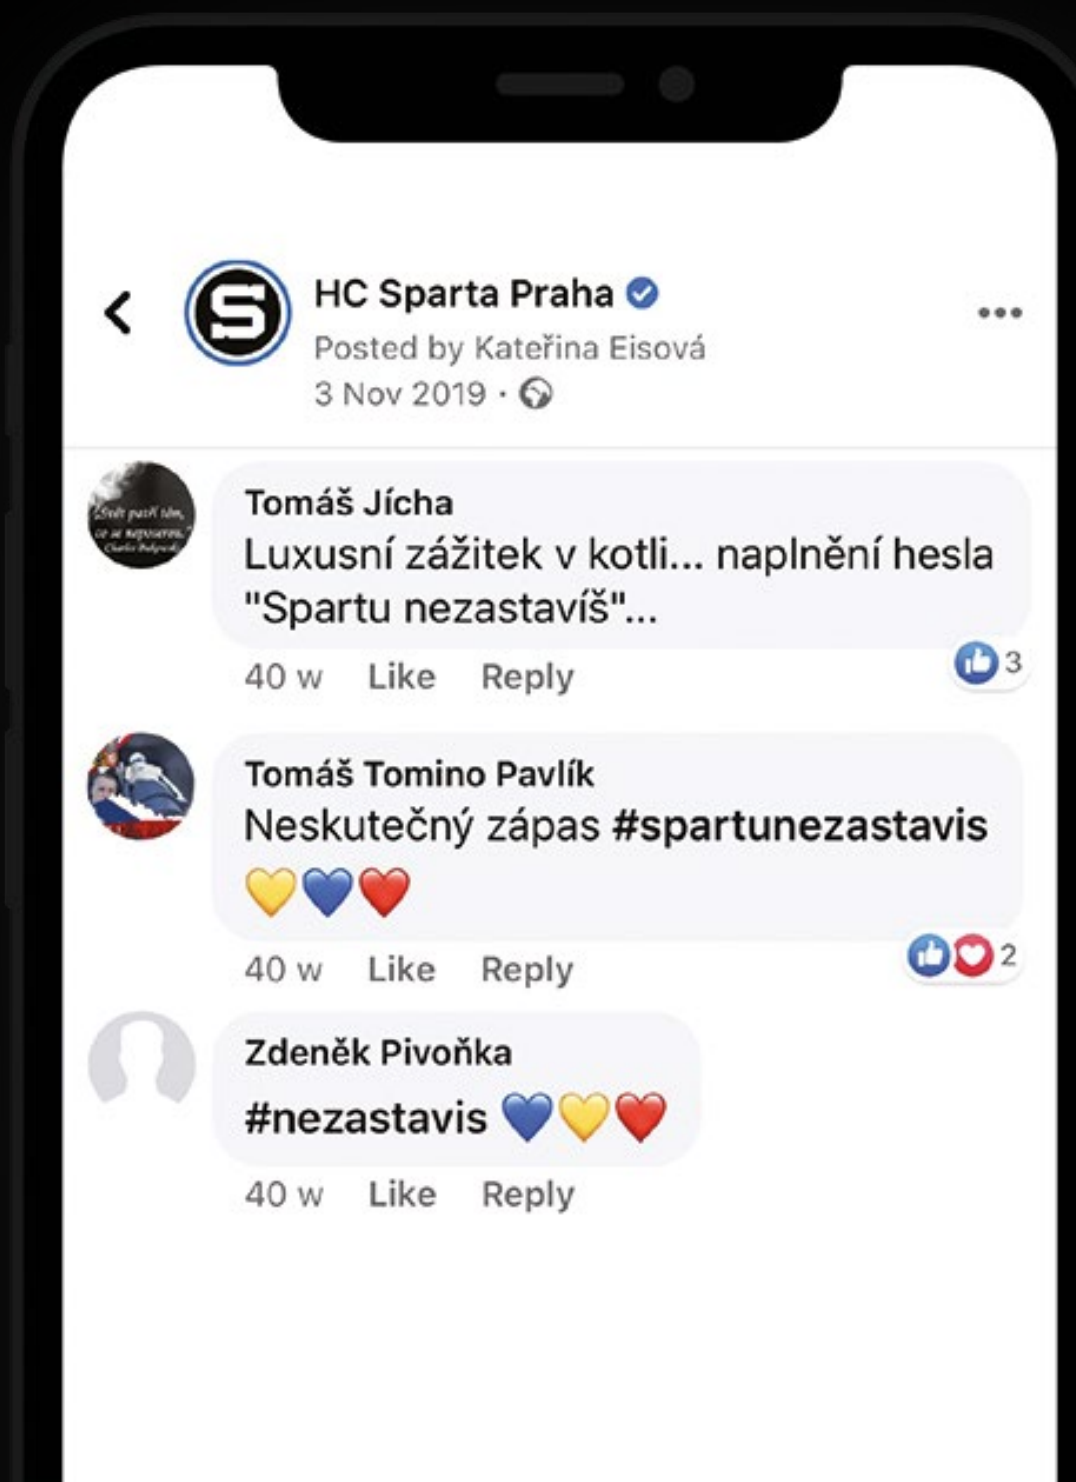 HC Sparta Praha
Posted by Kateřina Eisová
3 Nov 2019 ·
Tomáš Jícha
Luxusní zážitek v kotli... naplnění hesla
"Spartu nezastavíš"...
40 w Like Reply
3
Tomáš Tomino Pavlík
Neskutečný zápas #spartunezastavis
💛💙❤️
40 w Like Reply
2
Zdeněk Pivoňka
#nezastavis 💙💛❤️
40 w Like Reply